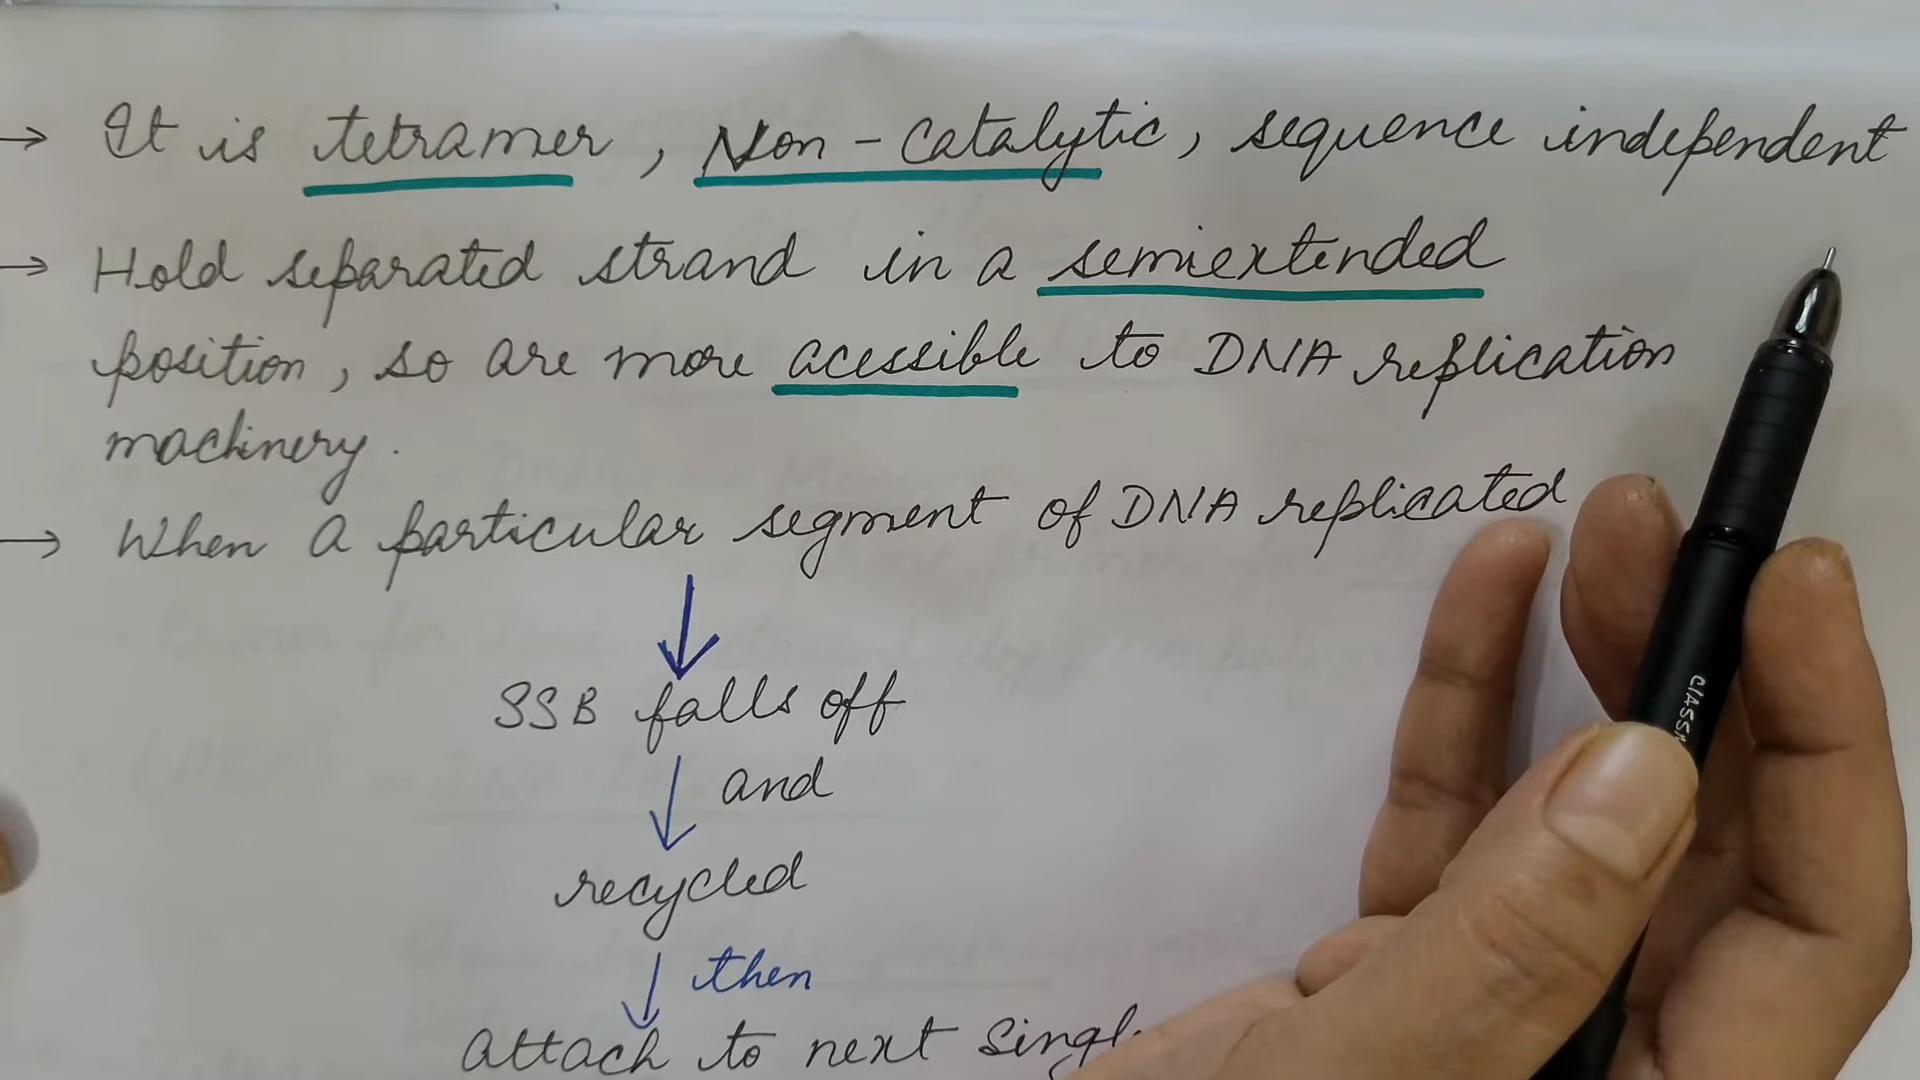 → It is tetramer, Non-Catalytic, sequence independent
→ Hold separated strand in a semiextended
position, so are more acessible to DNA replication
machinery.
→ When a particular segment of DNA replicated
↓
SSB falls off
↓ and
recycled
↓ then
attach to next